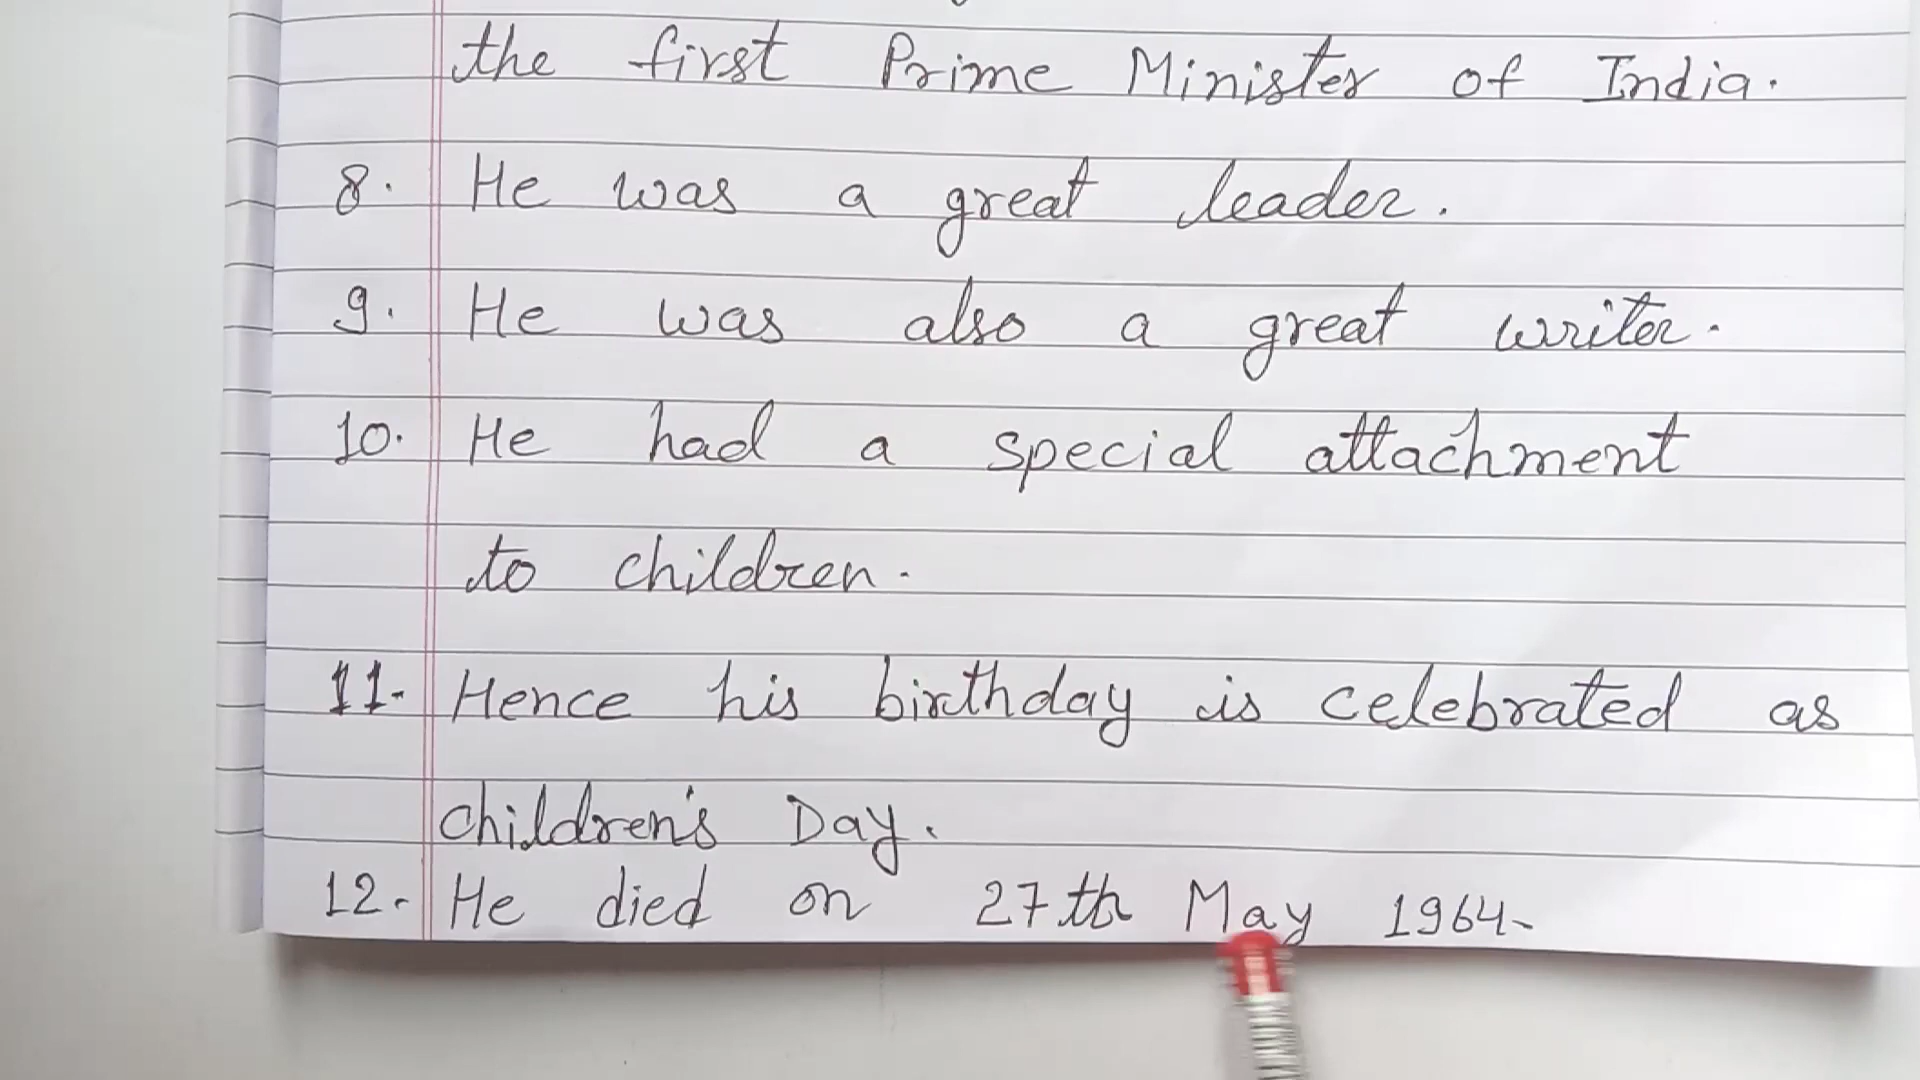 the first Prime Minister of India.
8. He was a great leader.
9. He was also a great writer.
10. He had a special attachment
to children.
11. Hence his birthday is celebrated as
children's Day.
12. He died on 27th May 1964.